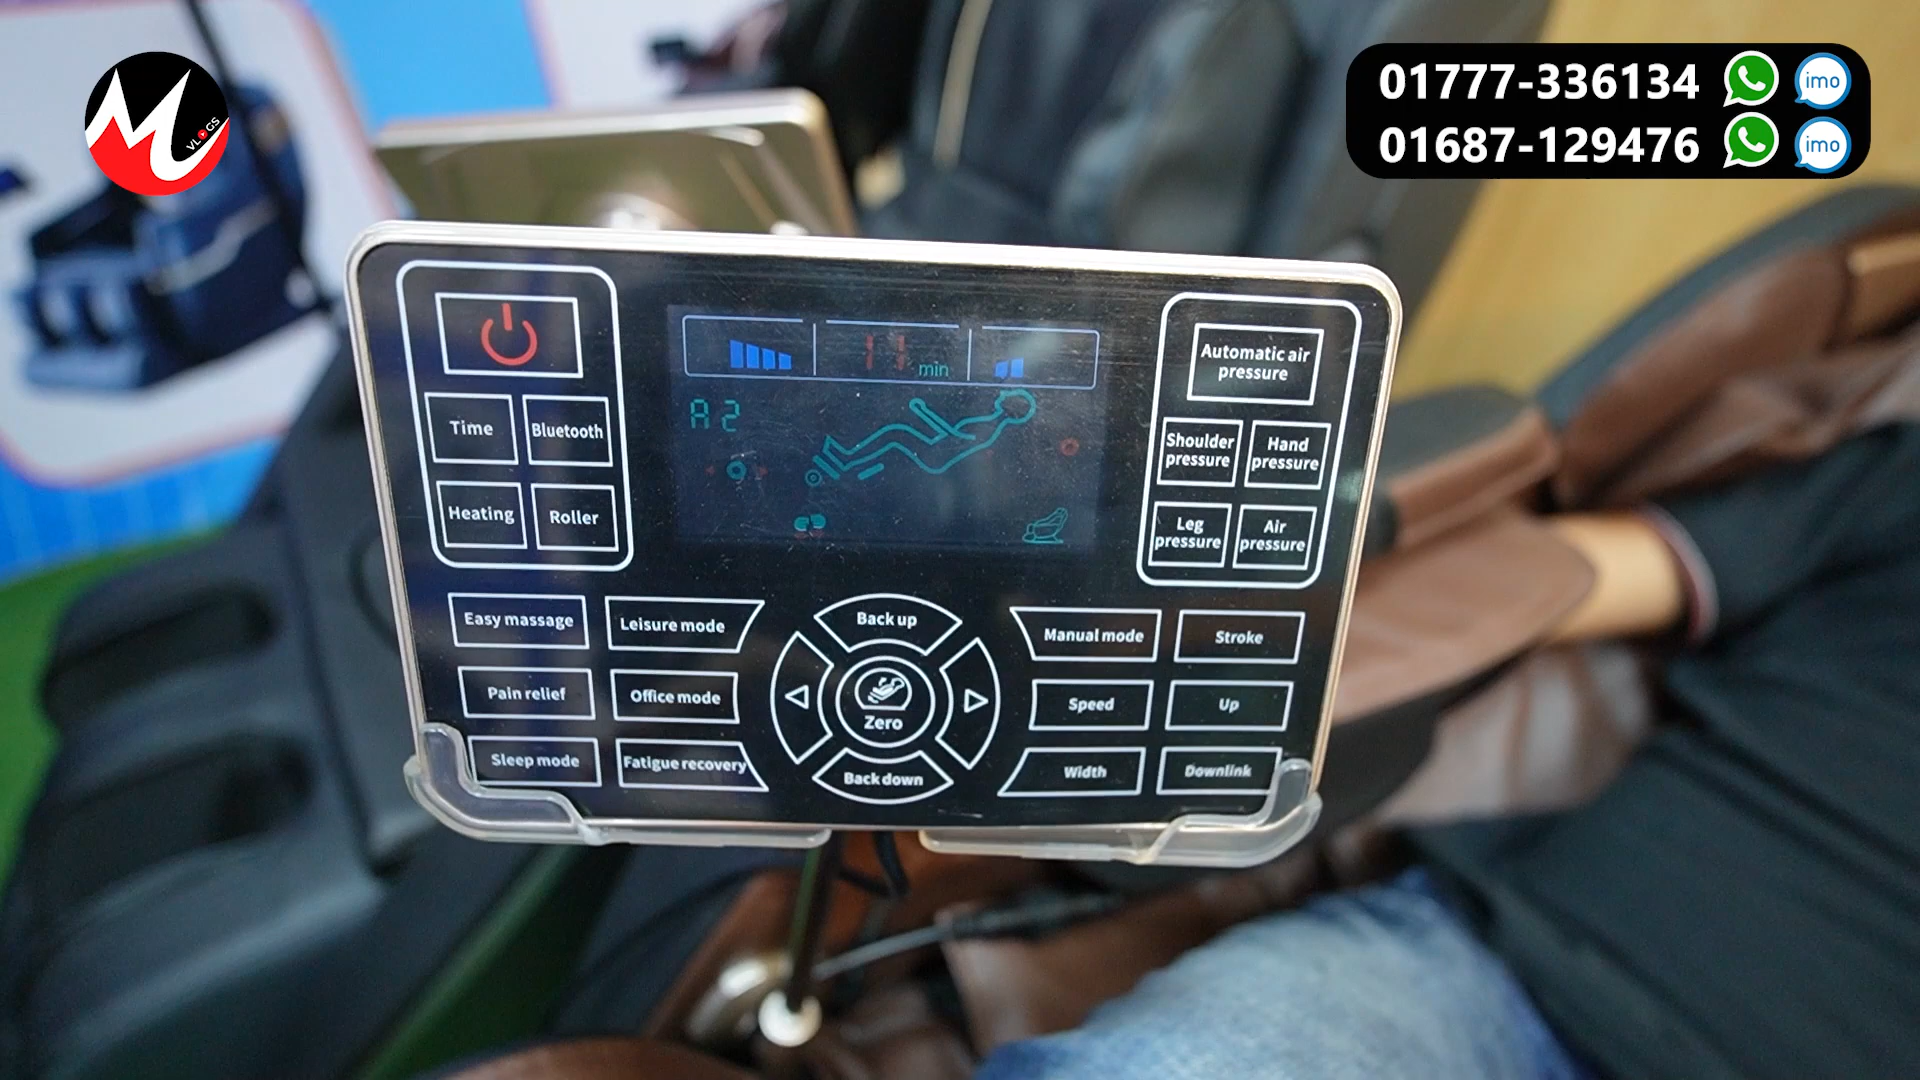 VLOGS
01777-336134 imo
01687-129476 imo
11 min
A2
Time
Bluetooth
Heating
Roller
Automatic air
pressure
Shoulder
pressure
Hand
pressure
Leg
pressure
Air
pressure
Easy massage
Leisure mode
Pain relief
Office mode
Sleep mode
Fatigue recovery
Back up
Zero
Back down
Manual mode
Stroke
Speed
Up
Width
Downlink